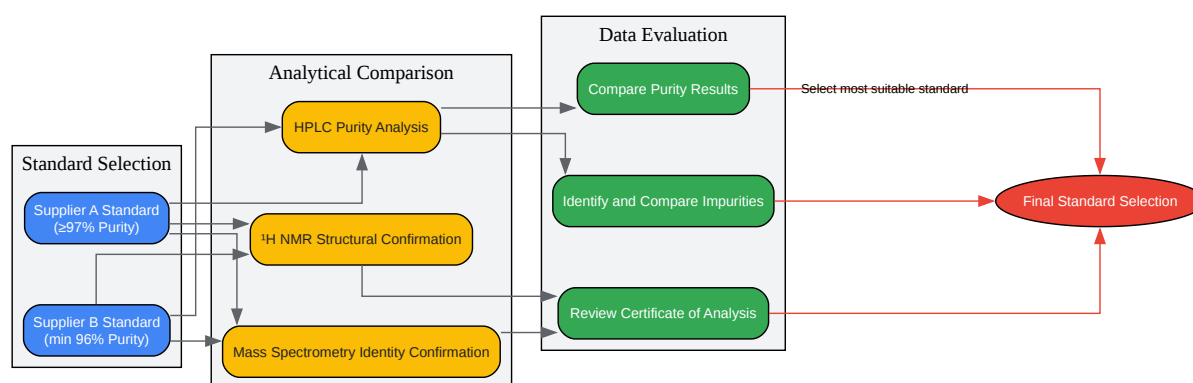 Standard Selection
Supplier A Standard
(≥97% Purity)
Supplier B Standard
(min 96% Purity)
Analytical Comparison
HPLC Purity Analysis
¹H NMR Structural Confirmation
Mass Spectrometry Identity Confirmation
Data Evaluation
Compare Purity Results
Identify and Compare Impurities
Review Certificate of Analysis
Select most suitable standard
Final Standard Selection